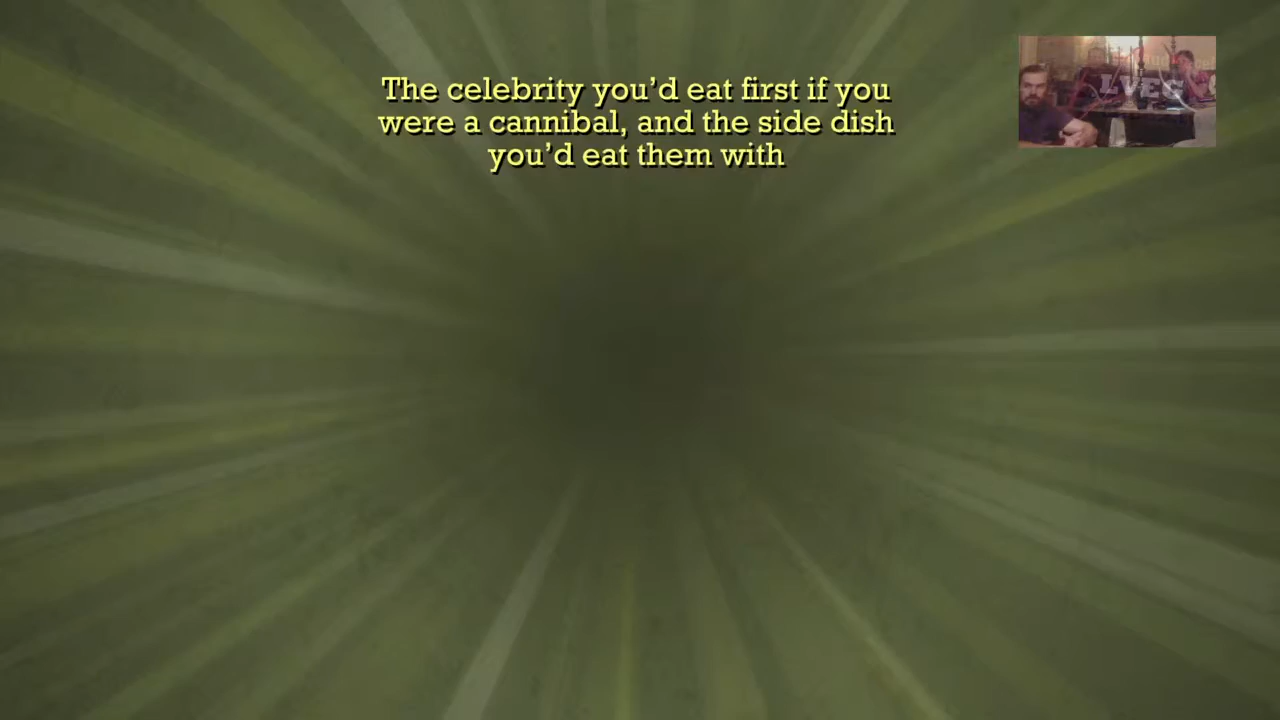 The celebrity you’d eat first if you
were a cannibal, and the side dish
you’d eat them with